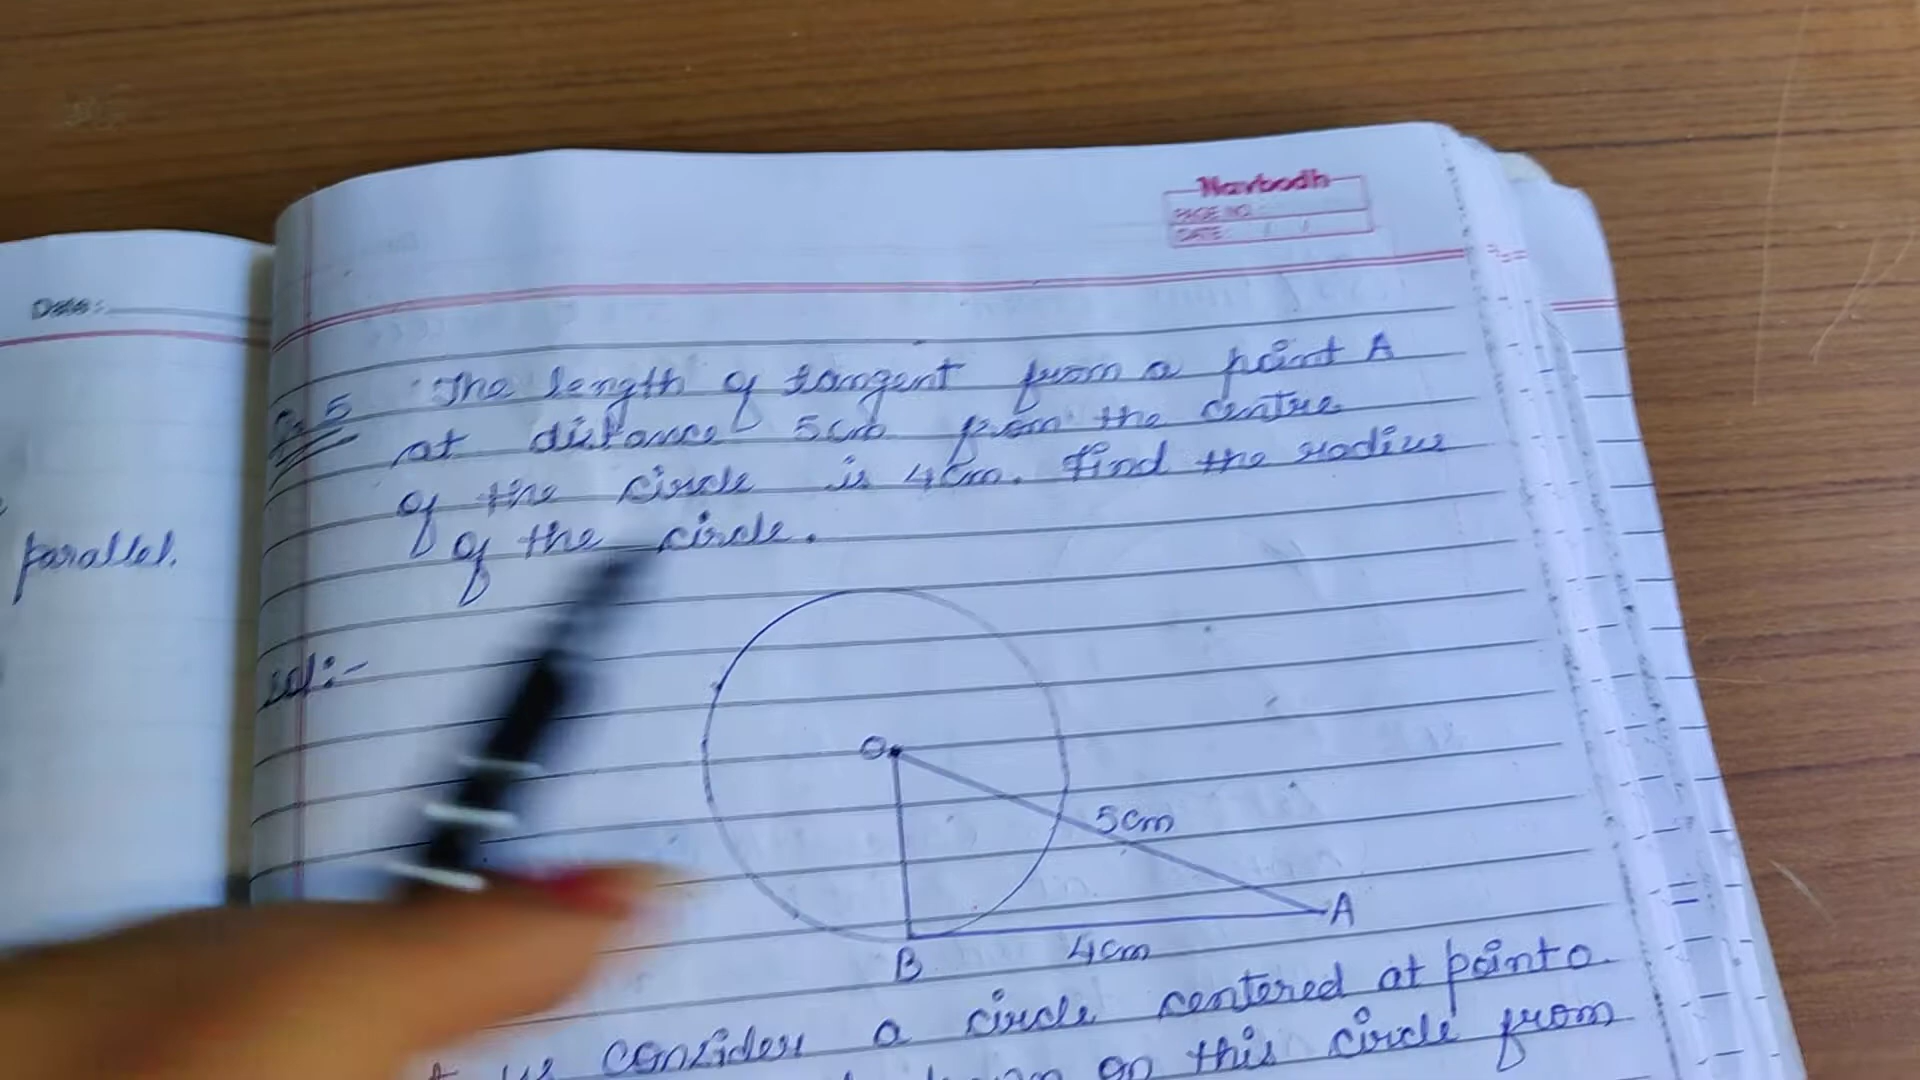 Navbodh
PAGE NO.
DATE: / /
Date:
parallel.
Q. 5 The length of tangent from a point A
at distance 5cm from the centre
of the circle is 4cm. Find the radius
of the circle.
sol:-
O
5cm
A
4cm
B
us consider a circle centered at point O.
on this circle from